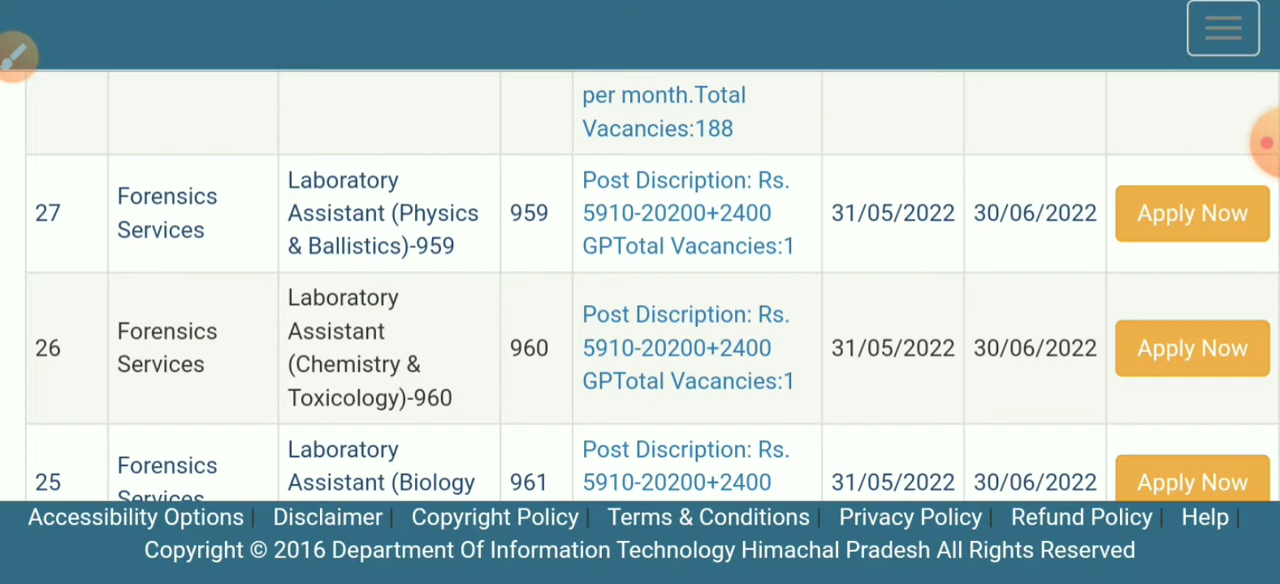 per month.Total
Vacancies:188
27
Forensics
Services
Laboratory
Assistant (Physics
& Ballistics)-959
959
Post Discription: Rs.
5910-20200+2400
GPTotal Vacancies:1
31/05/2022
30/06/2022
Apply Now
26
Forensics
Services
Laboratory
Assistant
(Chemistry &
Toxicology)-960
960
Post Discription: Rs.
5910-20200+2400
GPTotal Vacancies:1
31/05/2022
30/06/2022
Apply Now
25
Forensics
Services
Laboratory
Assistant (Biology
961
Post Discription: Rs.
5910-20200+2400
31/05/2022
30/06/2022
Apply Now
Accessibility Options | Disclaimer | Copyright Policy | Terms & Conditions | Privacy Policy | Refund Policy | Help |
Copyright © 2016 Department Of Information Technology Himachal Pradesh All Rights Reserved